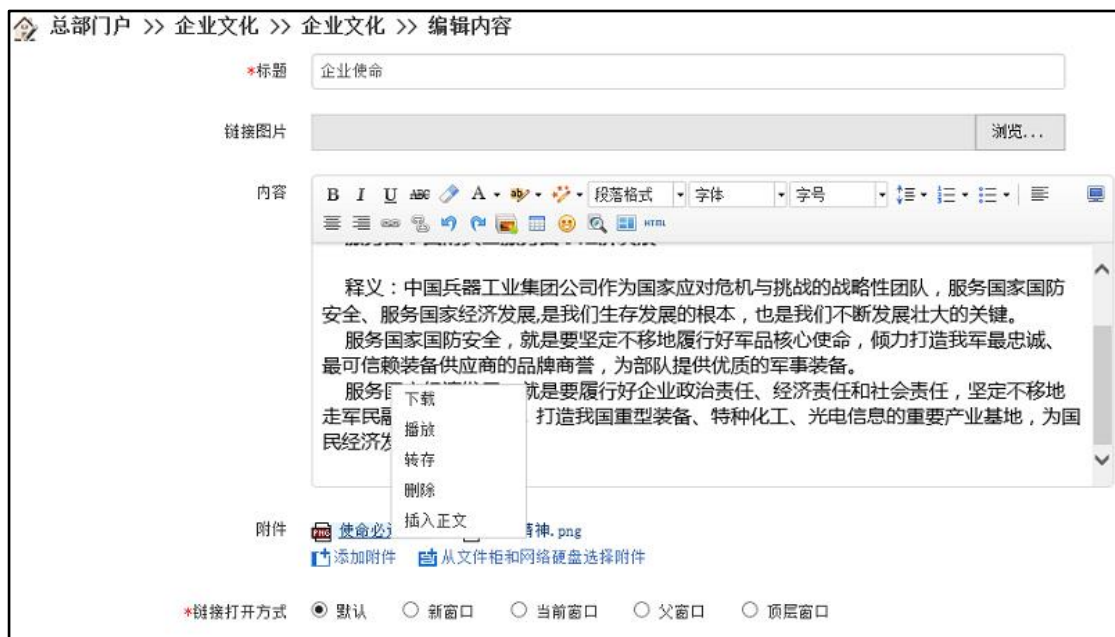 总部门户 >> 企业文化 >> 企业文化 >> 编辑内容
*标题 企业使命
链接图片 浏览...
内容 B I U ABC A ab 段落格式 字体 字号
HTML
释义：中国兵器工业集团公司作为国家应对危机与挑战的战略性团队，服务国家国防
安全、服务国家经济发展,是我们生存发展的根本，也是我们不断发展壮大的关键。
服务国家国防安全，就是要坚定不移地履行好军品核心使命，倾力打造我军最忠诚、
最可信赖装备供应商的品牌商誉，为部队提供优质的军事装备。
服务国 就是要履行好企业政治责任、经济责任和社会责任，坚定不移地
走军民融 ，打造我国重型装备、特种化工、光电信息的重要产业基地，为国
民经济发
下载
播放
转存
删除
插入正文
附件 PNG 使命必 精神.png
添加附件 从文件柜和网络硬盘选择附件
*链接打开方式 默认 新窗口 当前窗口 父窗口 顶层窗口